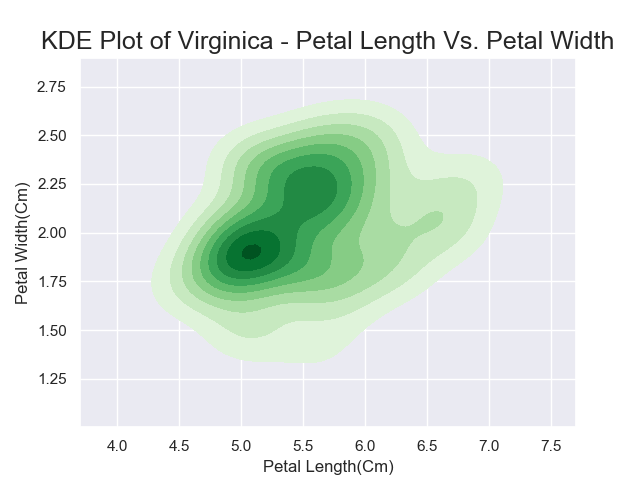 KDE Plot of Virginica - Petal Length Vs. Petal Width
Petal Width(Cm)
2.75
2.50
2.25
2.00
1.75
1.50
1.25
4.0 4.5 5.0 5.5 6.0 6.5 7.0 7.5
Petal Length(Cm)